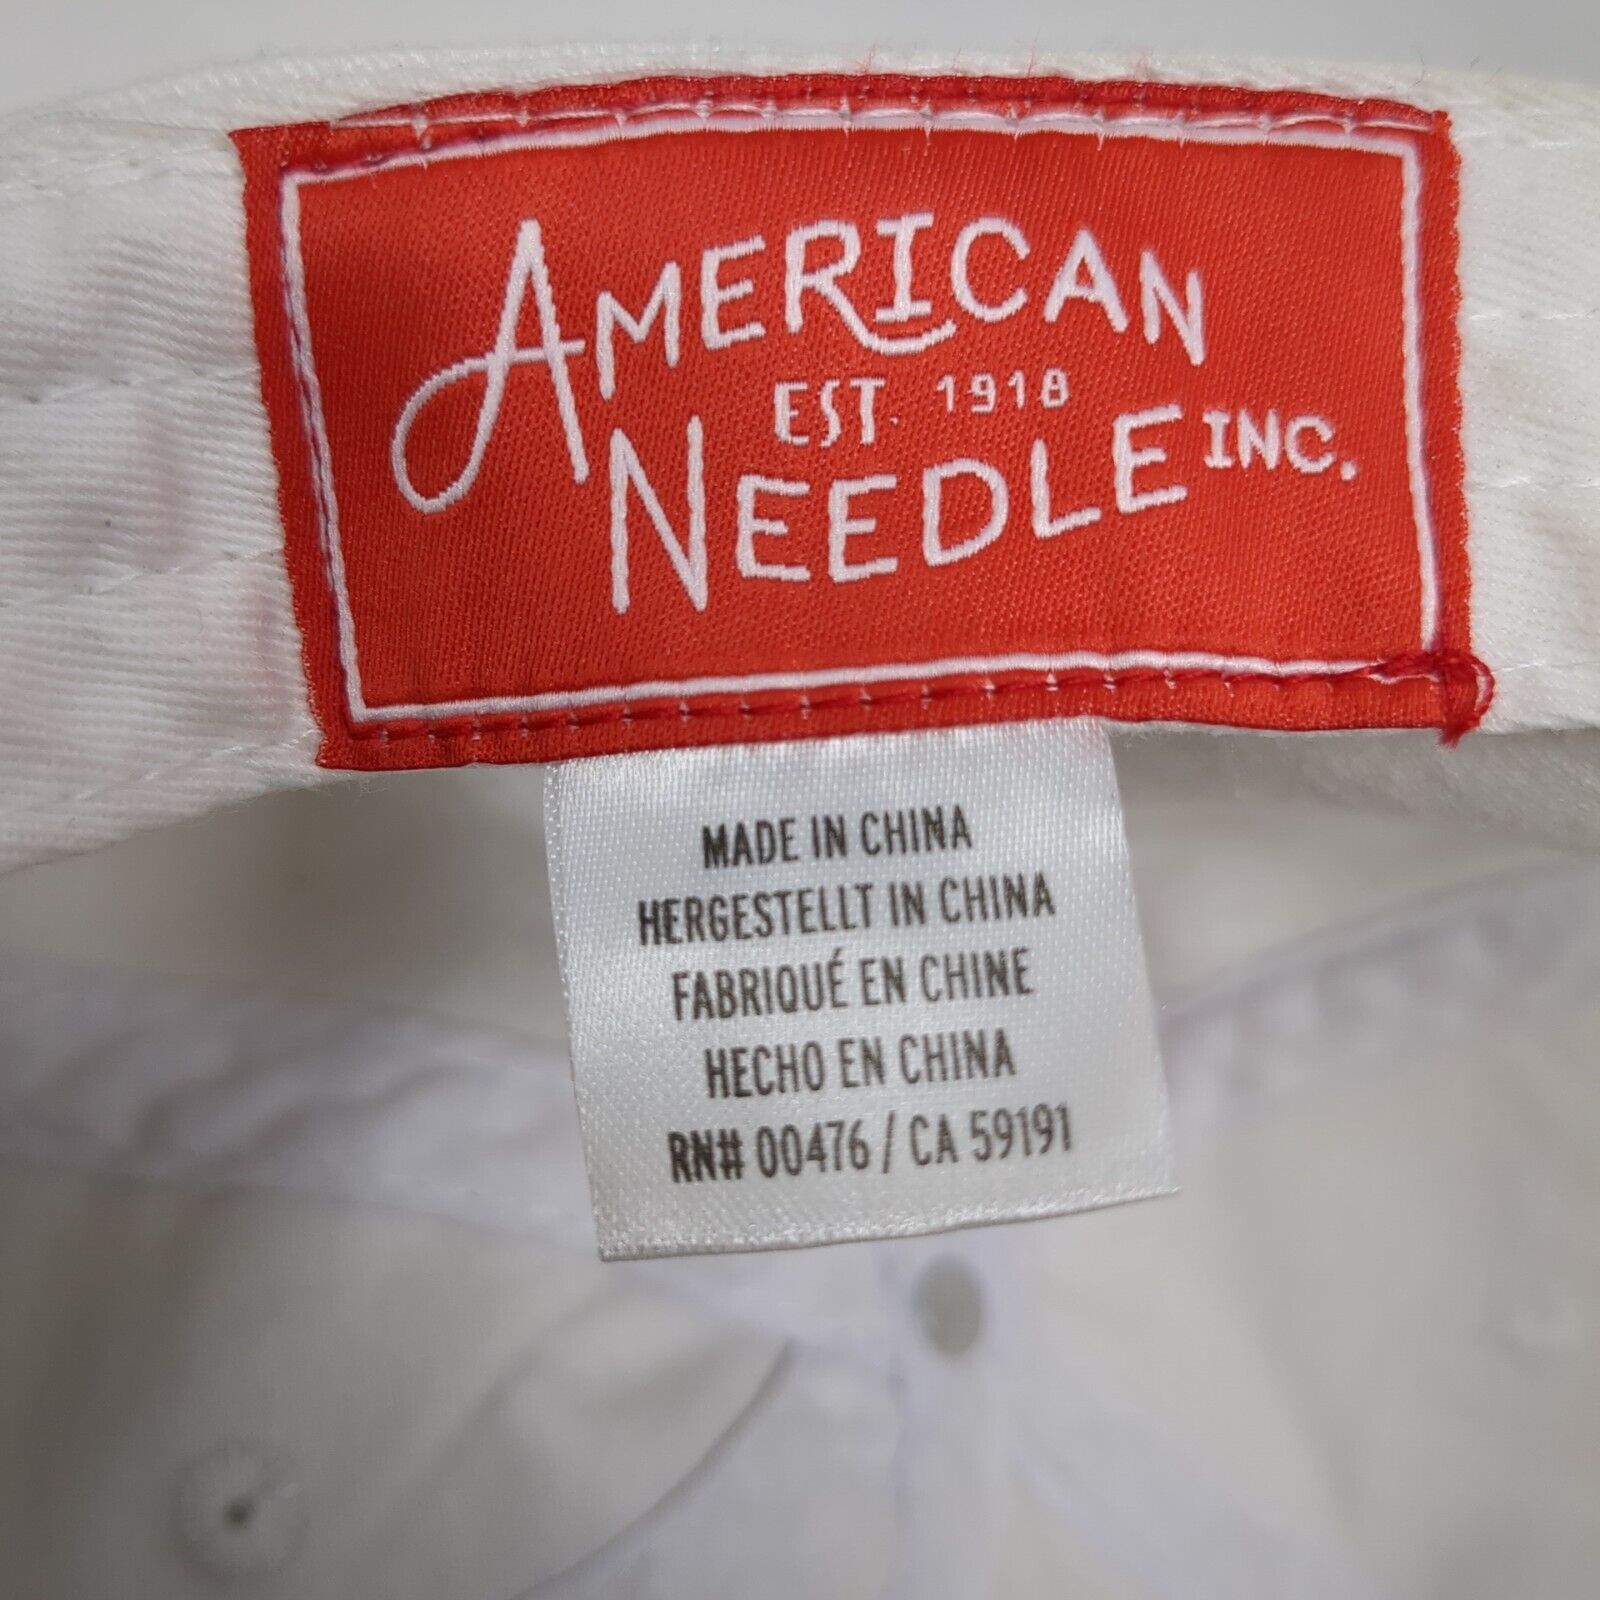 AMERICAN
EST. 1918
NEEDLE INC.
MADE IN CHINA
HERGESTELLT IN CHINA
FABRIQUÉ EN CHINE
HECHO EN CHINA
RN# 00476 / CA 59191